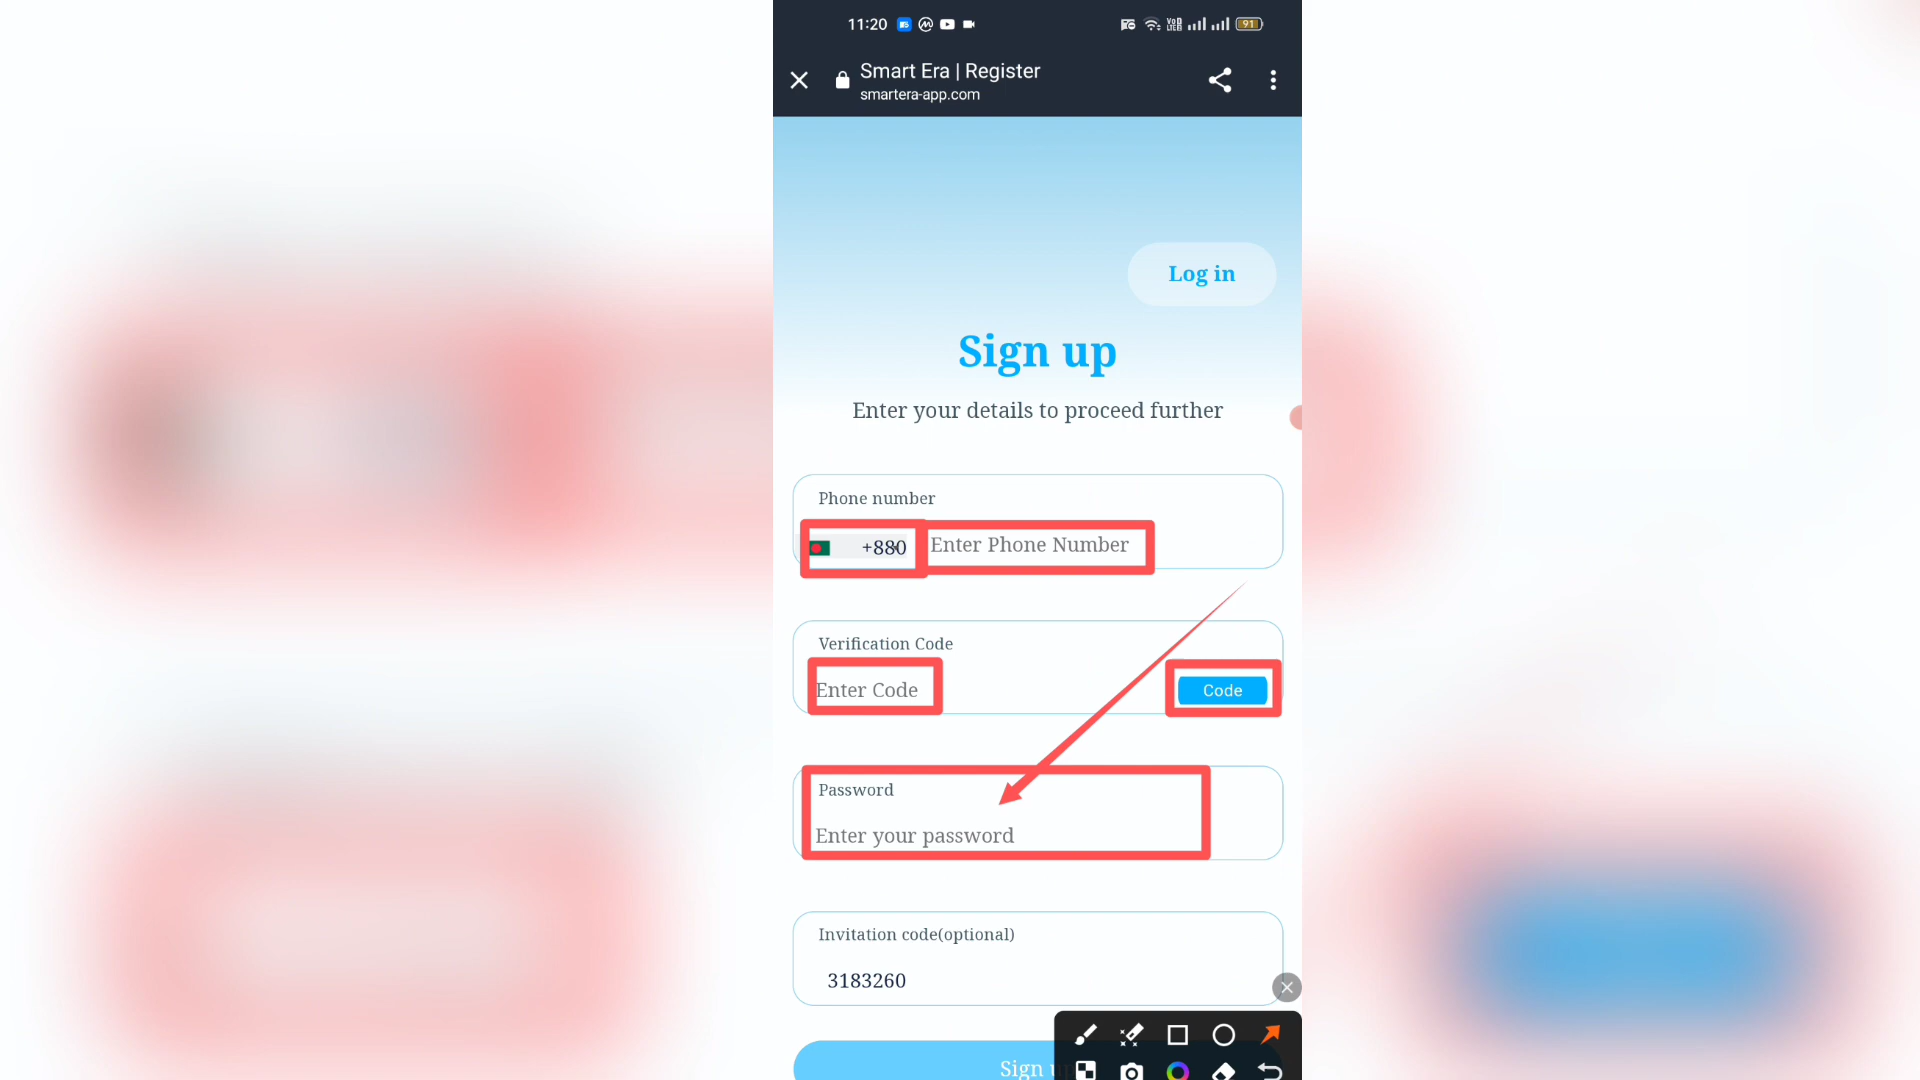 11:20
91
Smart Era | Register
smartera-app.com
Log in
Sign up
Enter your details to proceed further
Phone number
+880 Enter Phone Number
Verification Code
Enter Code
Code
Password
Enter your password
Invitation code(optional)
3183260
Sign u